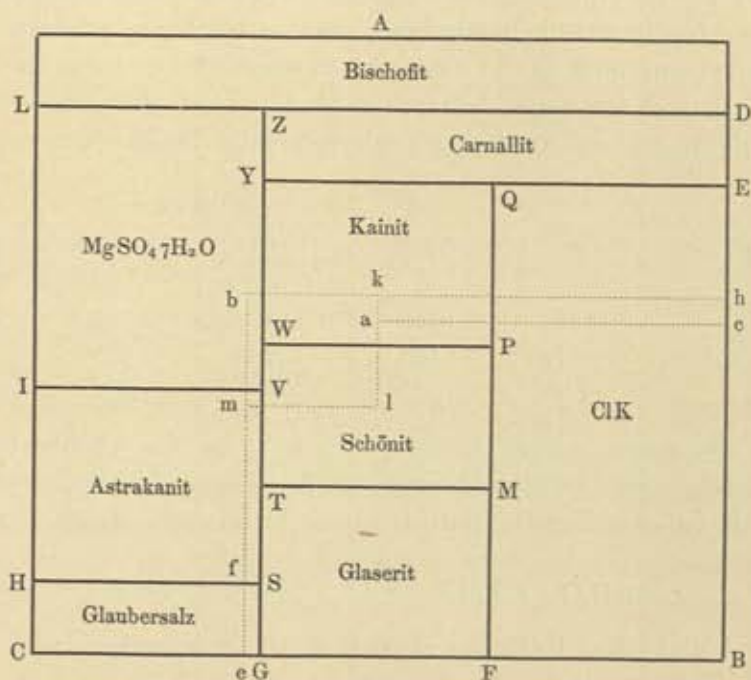 A
Bischofit
L
D
Z
Carnallit
Y
E
Q
Kainit
MgSO₄7H₂O
k
b
h
a
c
W
P
I
V
m
l
ClK
Schönit
Astrakanit
T
M
H
f
S
Glaserit
Glaubersalz
C
B
e G
F